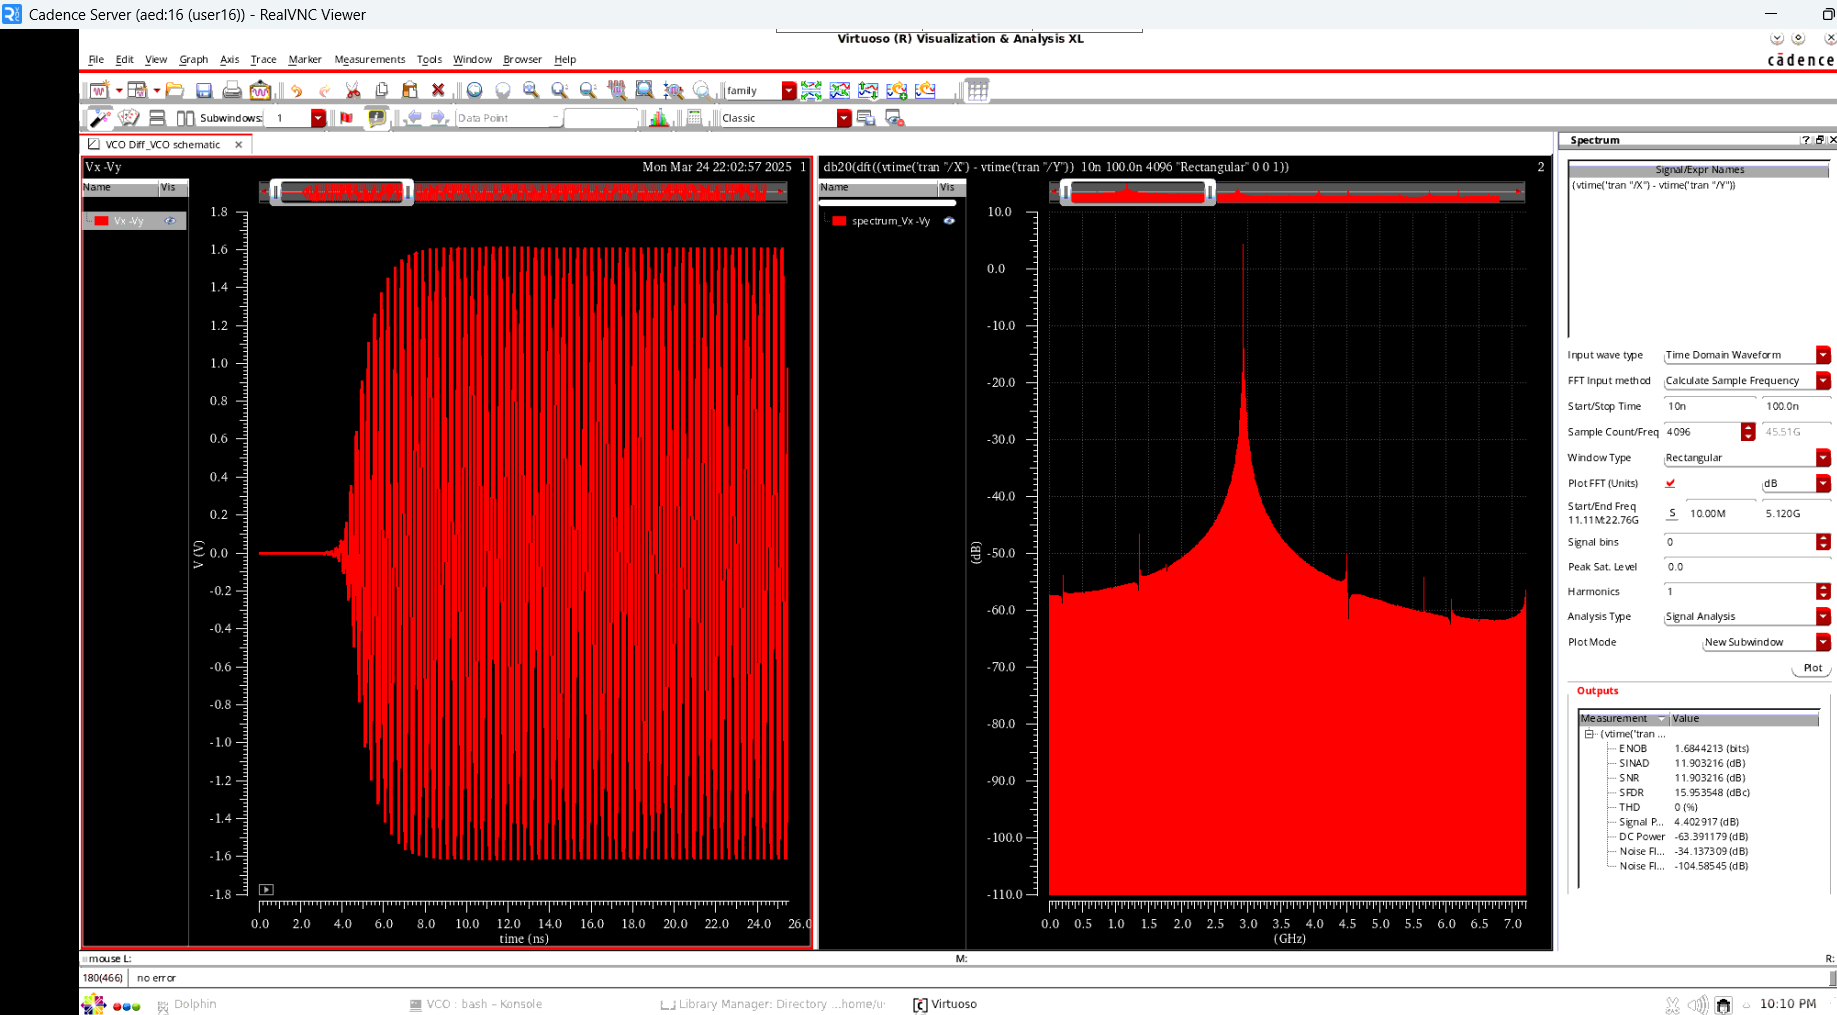 Cadence Server (aed:16 (user16)) - RealVNC Viewer
Virtuoso (R) Visualization & Analysis XL
File Edit View Graph Axis Trace Marker Measurements Tools Window Browser Help
cādence
family
Subwindows: 1
Data Point
Classic
VCO Diff_VCO schematic
Vx -Vy
Mon Mar 24 22:02:57 2025 1
Name Vis
Vx -Vy
1.8
1.6
1.4
1.2
1.0
0.8
0.6
0.4
0.2
0.0
-0.2
-0.4
-0.6
-0.8
-1.0
-1.2
-1.4
-1.6
-1.8
V (V)
0.0 2.0 4.0 6.0 8.0 10.0 12.0 14.0 16.0 18.0 20.0 22.0 24.0 26.0
time (ns)
db20(dft((vtime('tran "/X") - vtime('tran "/Y")) 10n 100.0n 4096 "Rectangular" 0 0 1))
2
Name Vis
spectrum_Vx -Vy
10.0
0.0
-10.0
-20.0
-30.0
-40.0
-50.0
-60.0
-70.0
-80.0
-90.0
-100.0
-110.0
(dB)
0.0 0.5 1.0 1.5 2.0 2.5 3.0 3.5 4.0 4.5 5.0 5.5 6.0 6.5 7.0
(GHz)
Spectrum
Signal/Expr Names
(vtime('tran "/X") - vtime('tran "/Y"))
Input wave type Time Domain Waveform
FFT Input method Calculate Sample Frequency
Start/Stop Time 10n 100.0n
Sample Count/Freq 4096 45.51G
Window Type Rectangular
Plot FFT (Units) dB
Start/End Freq
11.11M:22.76G S 10.00M 5.120G
Signal bins 0
Peak Sat. Level 0.0
Harmonics 1
Analysis Type Signal Analysis
Plot Mode New Subwindow
Plot
Outputs
Measurement Value
(vtime('tran ...
ENOB 1.6844213 (bits)
SINAD 11.903216 (dB)
SNR 11.903216 (dB)
SFDR 15.953548 (dBc)
THD 0 (%)
Signal P... 4.402917 (dB)
DC Power -63.391179 (dB)
Noise Fl... -34.137309 (dB)
Noise Fl... -104.58545 (dB)
mouse L: M: R:
180(466) no error
Dolphin
VCO : bash – Konsole
Library Manager: Directory ...home/u
Virtuoso
10:10 PM